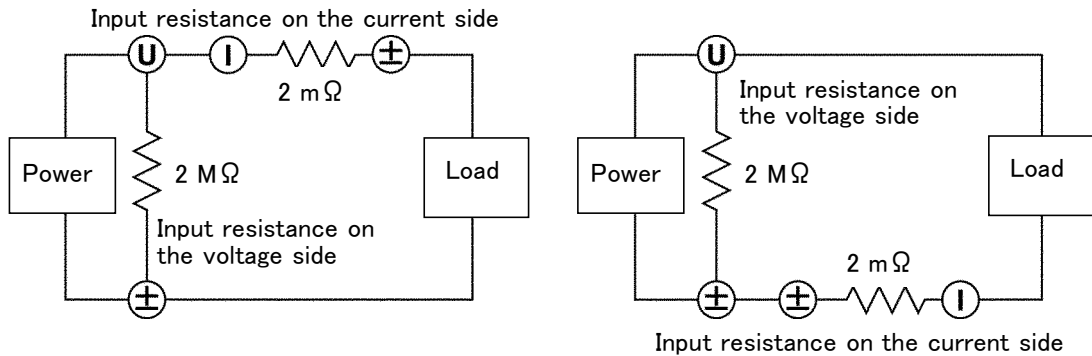 Input resistance on the current side
U
I
±
2 mΩ
Power
2 MΩ
Load
Input resistance on
the voltage side
±
U
Input resistance on
the voltage side
Power
2 MΩ
Load
2 mΩ
±
±
I
Input resistance on the current side